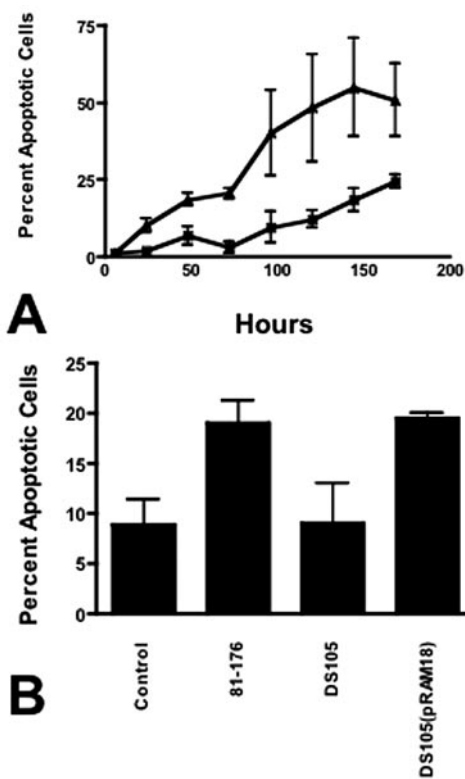 Percent Apoptotic Cells
75
50
25
0
0 50 100 150 200
Hours
A
Percent Apoptotic Cells
25
20
15
10
5
0
Control
81-176
DS105
DS105(pRAM18)
B